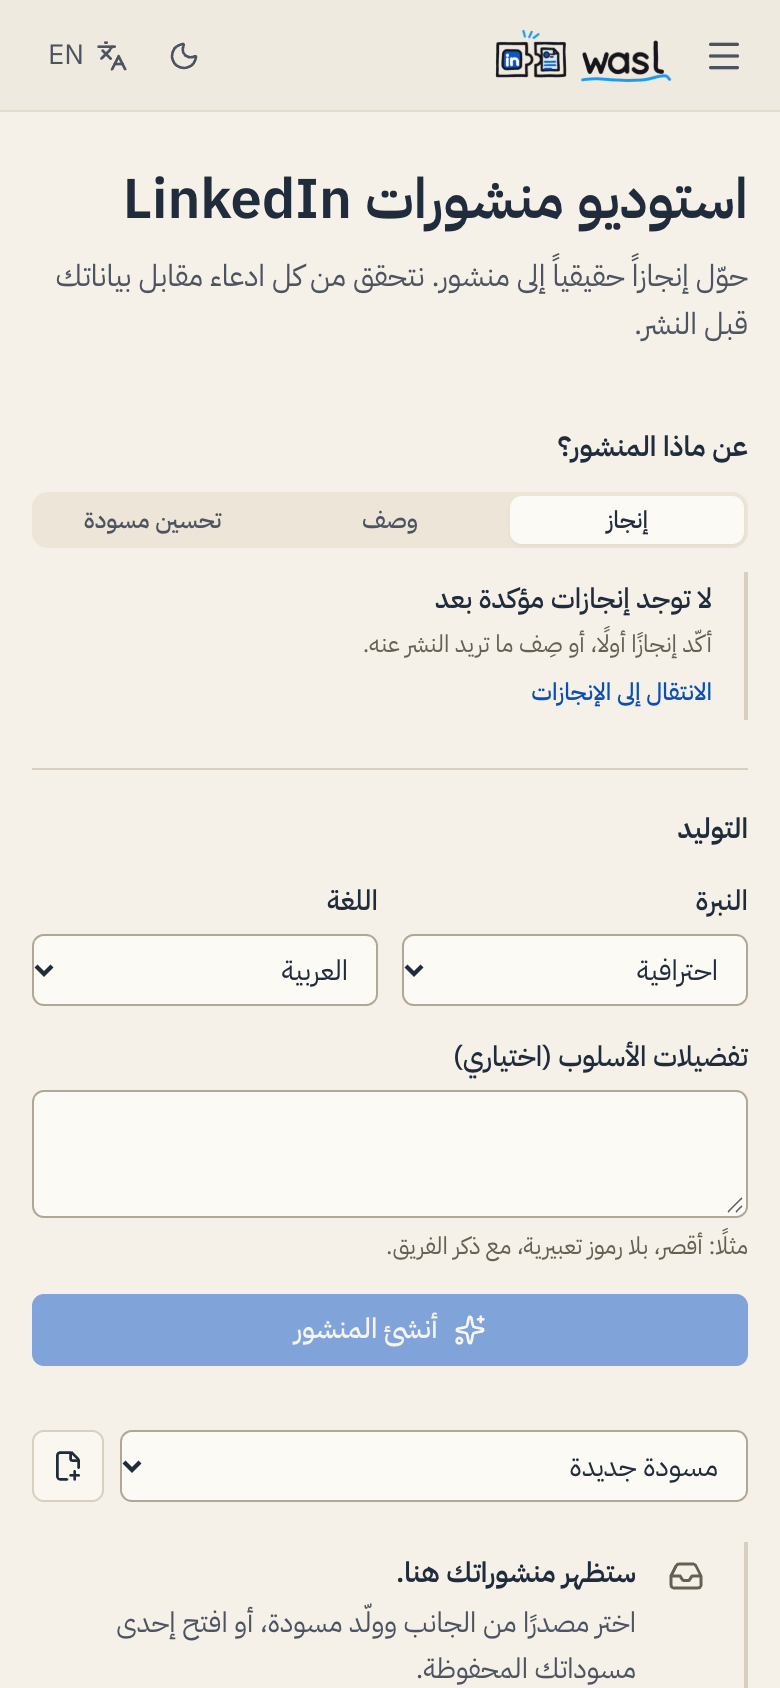 wasl
in
EN
استوديو منشورات LinkedIn
حوّل إنجازاً حقيقياً إلى منشور. نتحقق من كل ادعاء مقابل بياناتك
قبل النشر.
عن ماذا المنشور؟
إنجاز
وصف
تحسين مسودة
لا توجد إنجازات مؤكدة بعد
أكّد إنجازًا أولًا، أو صِف ما تريد النشر عنه.
الانتقال إلى الإنجازات
التوليد
النبرة
اللغة
احترافية
العربية
تفضيلات الأسلوب (اختياري)
مثلًا: أقصر، بلا رموز تعبيرية، مع ذكر الفريق.
أنشئ المنشور
مسودة جديدة
ستظهر منشوراتك هنا.
اختر مصدرًا من الجانب وولّد مسودة، أو افتح إحدى
مسوداتك المحفوظة.